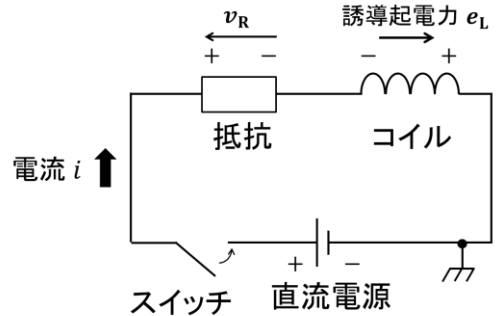 v_R
誘導起電力 e_L
+ −
− +
抵抗
コイル
電流 i
+ −
スイッチ
直流電源